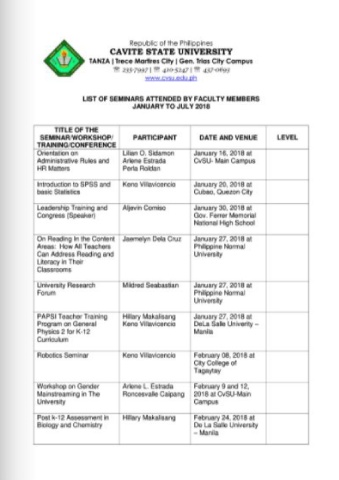 Republic of the Philippines
CAVITE STATE UNIVERSITY
TANZA | Trece Martires City | Gen. Trias City Campus
☎ 235-7997 | ☎ 410-5247 | ☎ 437-0693
www.cvsu.edu.ph
LIST OF SEMINARS ATTENDED BY FACULTY MEMBERS
JANUARY TO JULY 2018
TITLE OF THE
SEMINAR/WORKSHOP/
TRAINING/CONFERENCE
PARTICIPANT
DATE AND VENUE
LEVEL
Orientation on
Administrative Rules and
HR Matters
Lilian O. Sidamon
Arlene Estrada
Perla Roldan
January 16, 2018 at
CvSU- Main Campus
Introduction to SPSS and
basic Statistics
Keno Villavicencio
January 20, 2018 at
Cubao, Quezon City
Leadership Training and
Congress (Speaker)
Aljevin Comiso
January 30, 2018 at
Gov. Ferrer Memorial
National High School
On Reading In the Content
Areas: How All Teachers
Can Address Reading and
Literacy in Their
Classrooms
Jaemelyn Dela Cruz
January 27, 2018 at
Philippine Normal
University
University Research
Forum
Mildred Seabastian
January 27, 2018 at
Philippine Normal
University
PAPSI Teacher Training
Program on General
Physics 2 for K-12
Curriculum
Hillary Makalisang
Keno Villavicencio
January 27, 2018 at
DeLa Salle Univerity –
Manila
Robotics Seminar
Keno Villavicencio
February 08, 2018 at
City College of
Tagaytay
Workshop on Gender
Mainstreaming in The
University
Arlene L. Estrada
Roncesvalle Caipang
February 9 and 12,
2018 at CvSU-Main
Campus
Post k-12 Assessment in
Biology and Chemistry
Hillary Makalisang
February 24, 2018 at
De La Salle University
– Manila